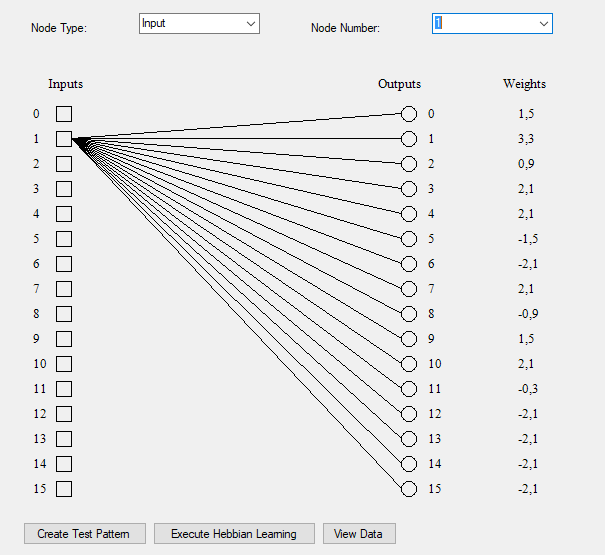 Node Type: Input Node Number: 1
Inputs Outputs Weights
0 0 1,5
1 1 3,3
2 2 0,9
3 3 2,1
4 4 2,1
5 5 -1,5
6 6 -2,1
7 7 2,1
8 8 -0,9
9 9 1,5
10 10 2,1
11 11 -0,3
12 12 -2,1
13 13 -2,1
14 14 -2,1
15 15 -2,1
Create Test Pattern Execute Hebbian Learning View Data